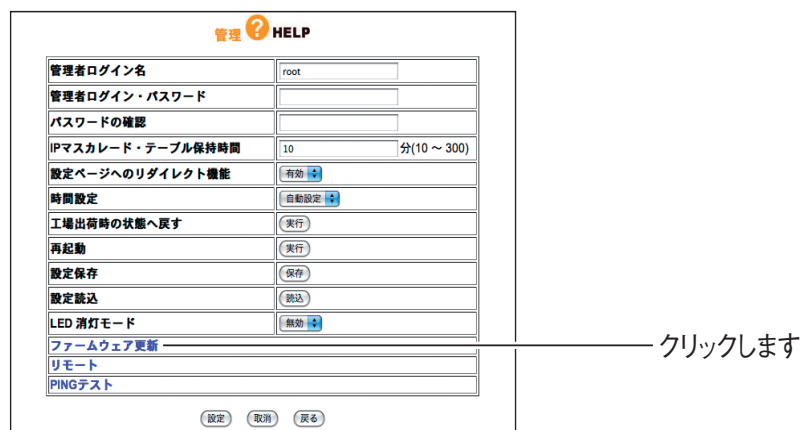 管理 ? HELP
管理者ログイン名 root
管理者ログイン・パスワード
パスワードの確認
IPマスカレード・テーブル保持時間 10 分(10 ～ 300)
設定ページへのリダイレクト機能 有効
時間設定 自動設定
工場出荷時の状態へ戻す 実行
再起動 実行
設定保存 保存
設定読込 読込
LED 消灯モード 無効
ファームウェア更新 クリックします
リモート
PINGテスト
設定 取消 戻る